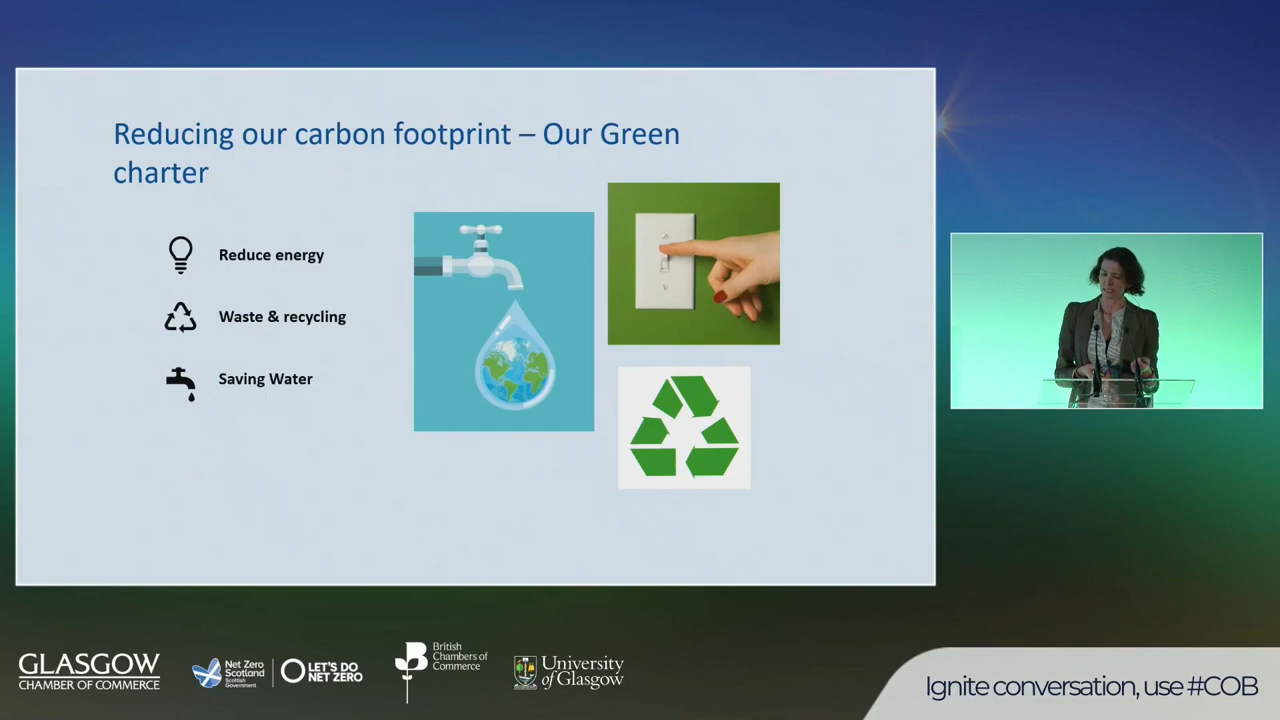 Reducing our carbon footprint – Our Green
charter
Reduce energy
Waste & recycling
Saving Water
GLASGOW
CHAMBER OF COMMERCE
Net Zero
Scotland
Scottish
Government
LET'S DO
NET ZERO
British
Chambers of
Commerce
University
of Glasgow
Ignite conversation, use #COB